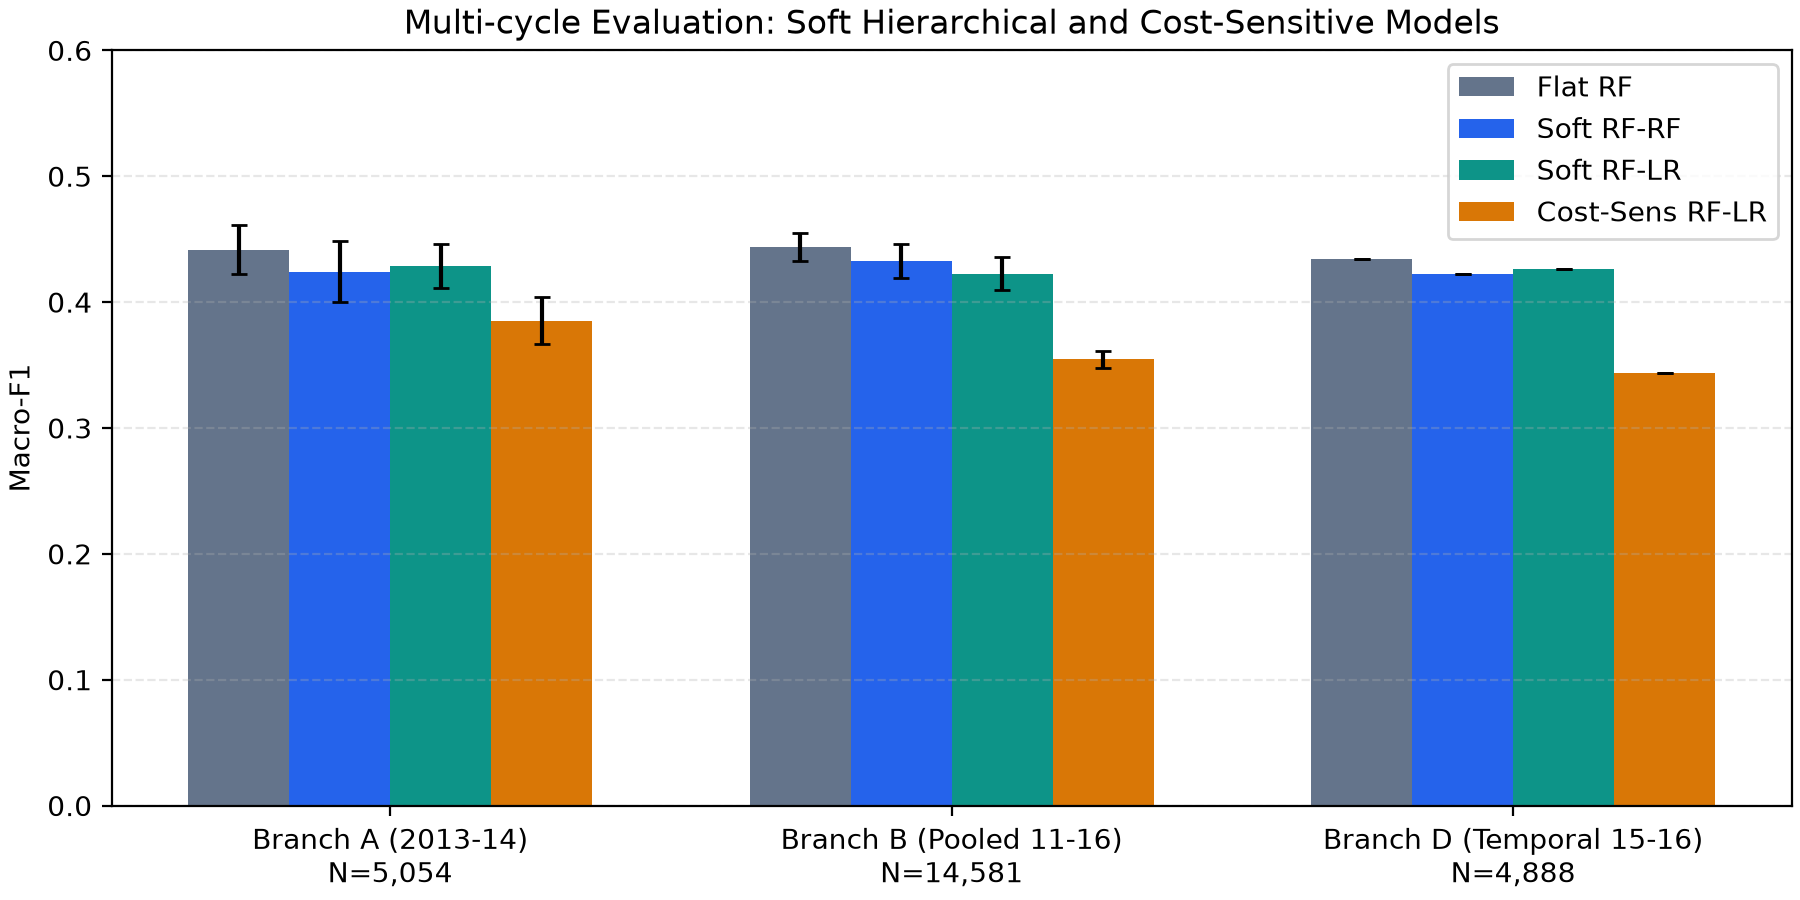 Multi-cycle Evaluation: Soft Hierarchical and Cost-Sensitive Models
Macro-F1
0.6
0.5
0.4
0.3
0.2
0.1
0.0
Flat RF
Soft RF-RF
Soft RF-LR
Cost-Sens RF-LR
Branch A (2013-14)
N=5,054
Branch B (Pooled 11-16)
N=14,581
Branch D (Temporal 15-16)
N=4,888